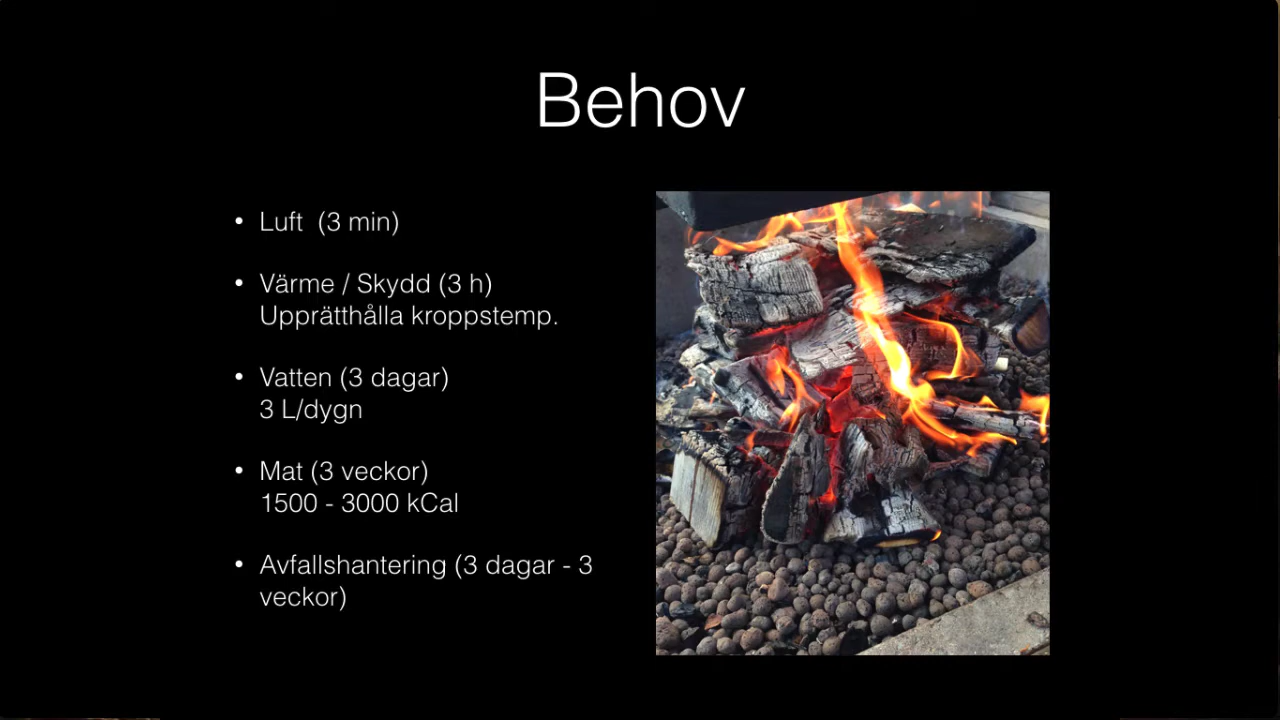 Behov
• Luft (3 min)
• Värme / Skydd (3 h)
Upprätthålla kroppstemp.
• Vatten (3 dagar)
3 L/dygn
• Mat (3 veckor)
1500 - 3000 kCal
• Avfallshantering (3 dagar - 3
veckor)